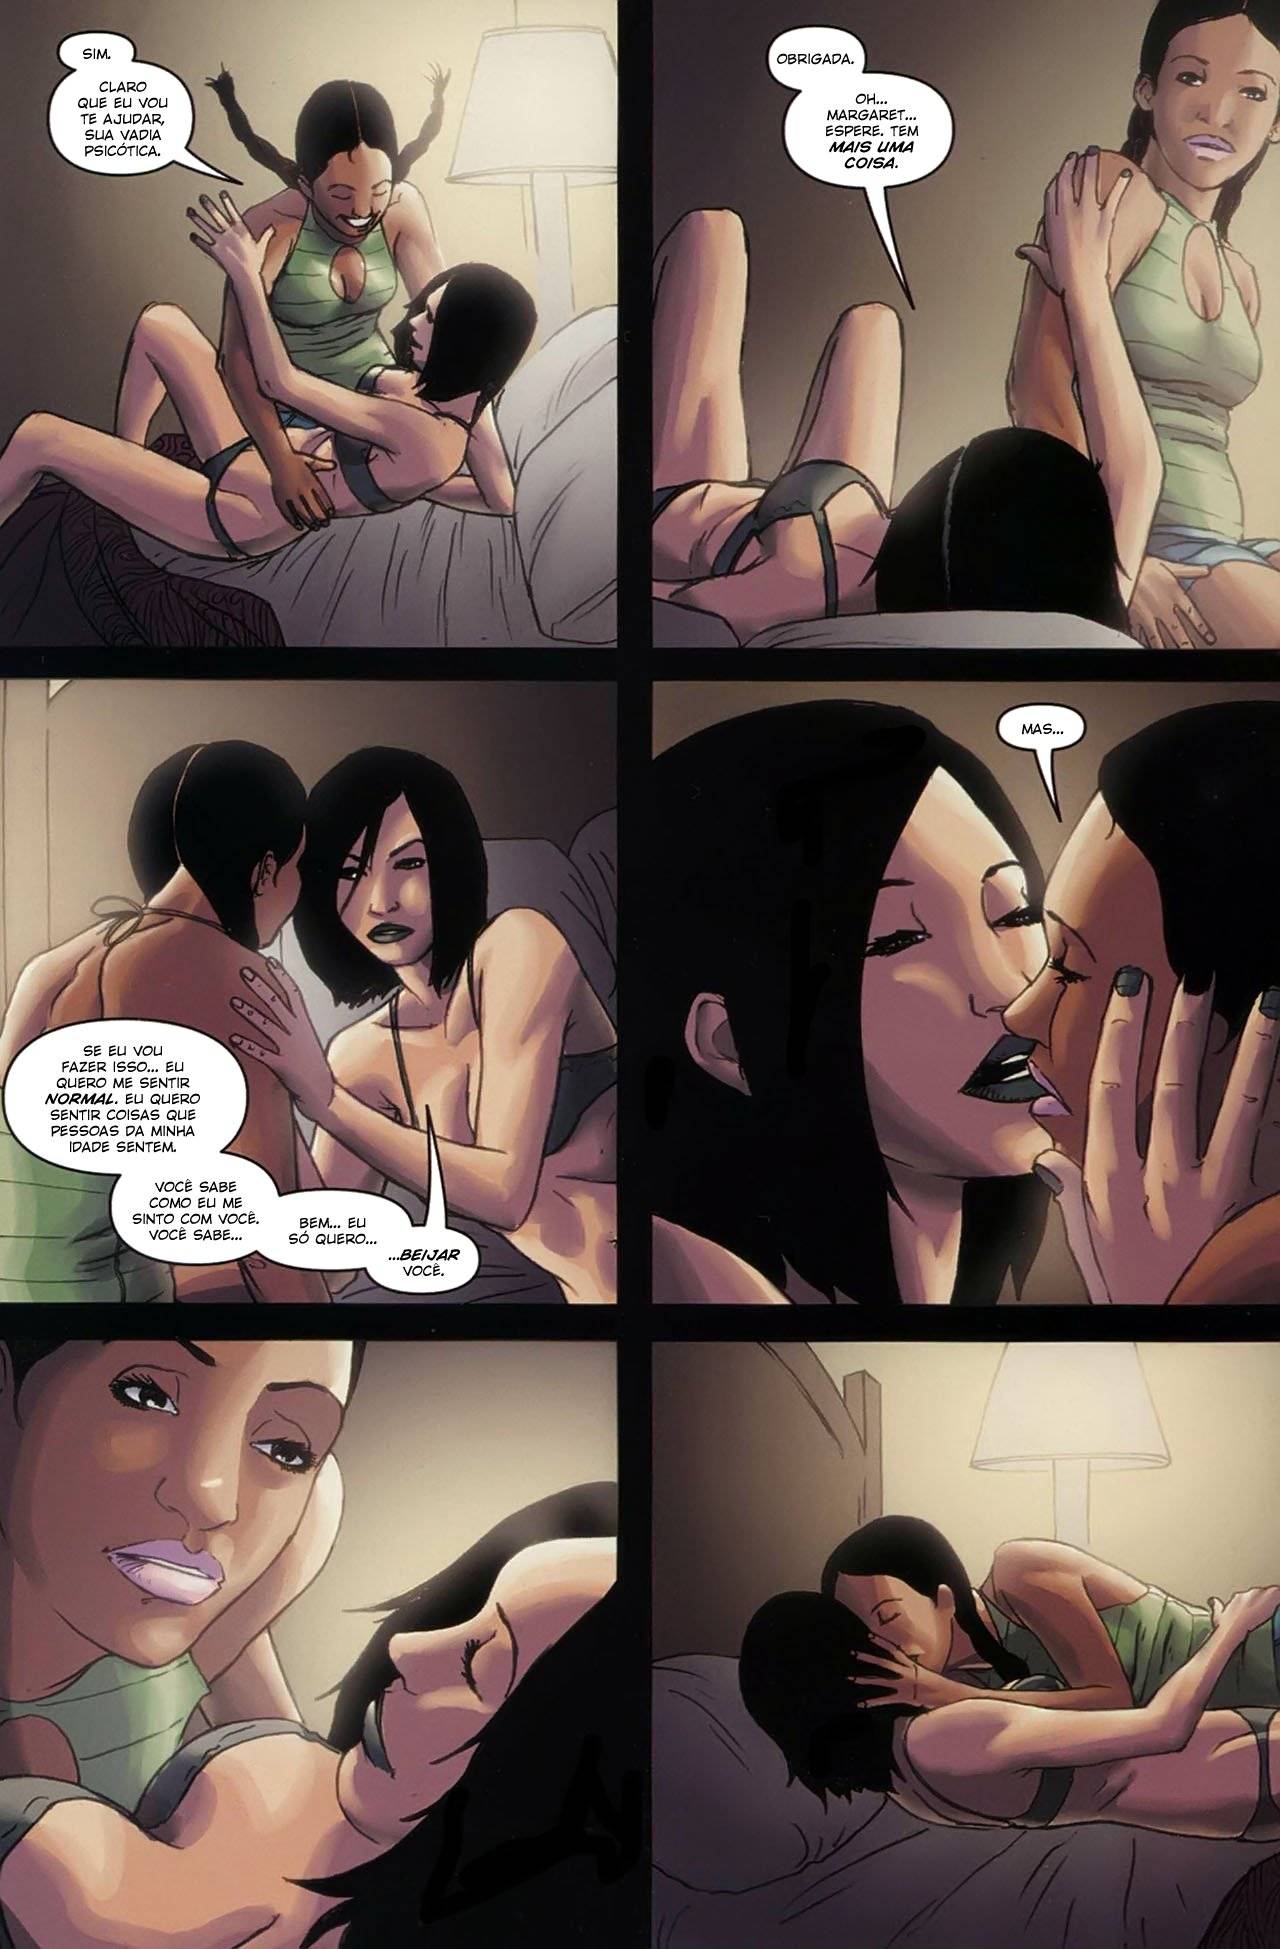 SIM.
CLARO
QUE EU VOU
TE AJUDAR,
SUA VADIA
PSICÓTICA.
OBRIGADA.
OH...
MARGARET...
ESPERE. TEM
MAIS UMA
COISA.
SE EU VOU
FAZER ISSO... EU
QUERO ME SENTIR
NORMAL. EU QUERO
SENTIR COISAS QUE
PESSOAS DA MINHA
IDADE SENTEM.
VOCÊ SABE
COMO EU ME
SINTO COM VOCÊ.
VOCÊ SABE...
BEM... EU
SÓ QUERO...
...BEIJAR
VOCÊ.
MAS...